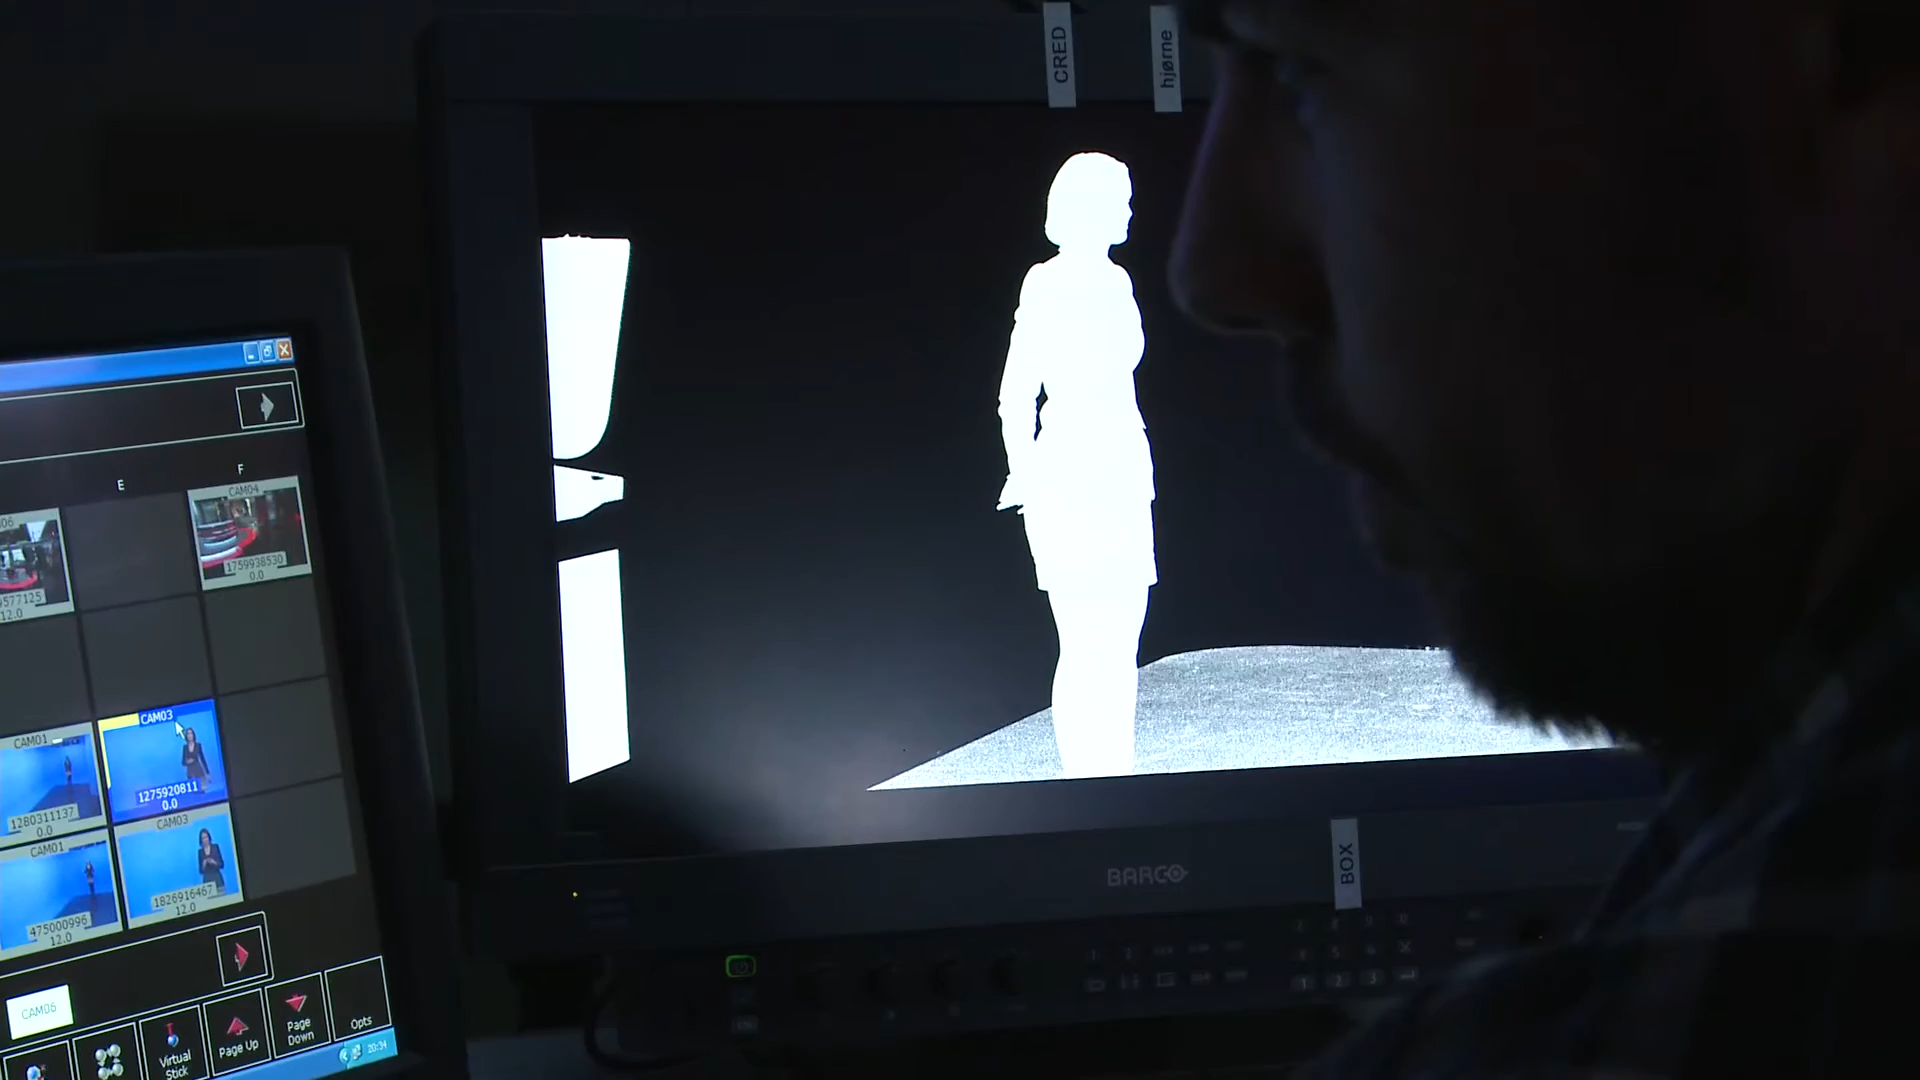 CRED
hjørne
E
F
CAM04
1759938530
0.0
577125
12.0
CAM01
1280311137
0.0
CAM03
1275920811
0.0
CAM01
475000996
12.0
CAM03
1826916467
12.0
CAM06
Virtual
Stick
Page Up
Page
Down
Opts
20:34
BARCO
BOX